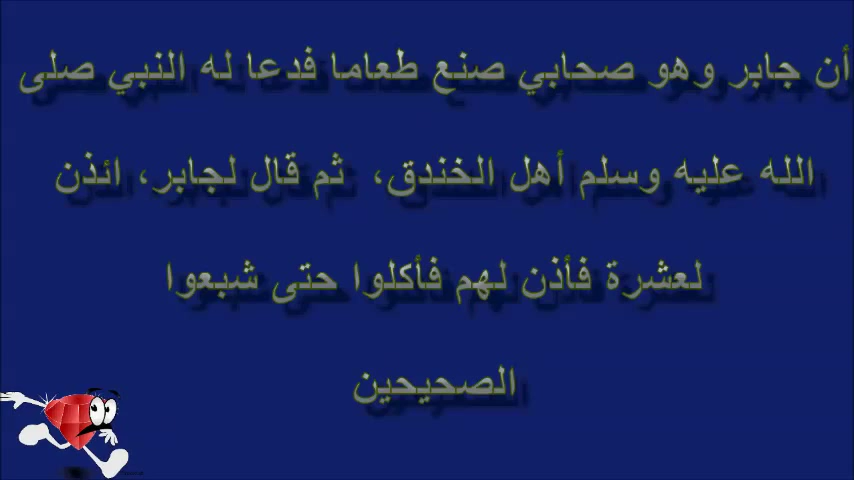 أن جابر وهو صحابي صنع طعاما فدعا له النبي صلى
الله عليه وسلم أهل الخندق، ثم قال لجابر، ائذن
لعشرة فأذن لهم فأكلوا حتى شبعوا
الصحيحين